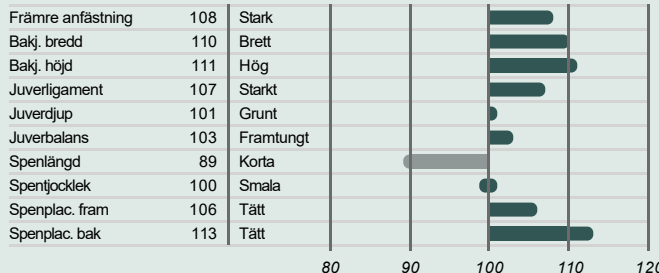 Främre anfästning 108 Stark
Bakj. bredd 110 Brett
Bakj. höjd 111 Hög
Juverligament 107 Starkt
Juverdjup 101 Grunt
Juverbalans 103 Framtungt
Spenlängd 89 Korta
Spentjocklek 100 Smala
Spenplac. fram 106 Tätt
Spenplac. bak 113 Tätt
80 90 100 110 120